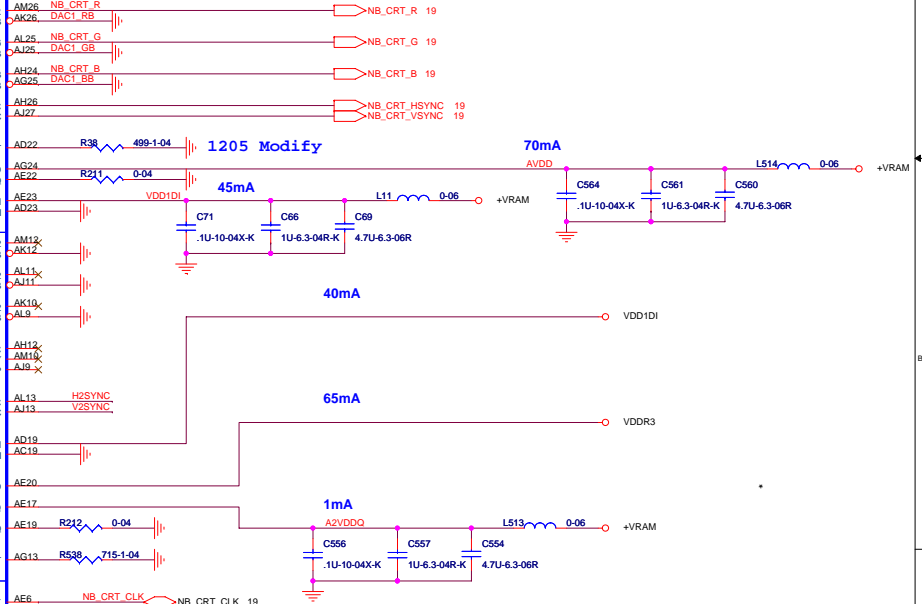 AM26 NB_CRT_R NB_CRT_R 19
AK26 DAC1_RB
AL25 NB_CRT_G NB_CRT_G 19
AJ25 DAC1_GB
AH24 NB_CRT_B NB_CRT_B 19
AG25 DAC1_BB
AH26 NB_CRT_HSYNC 19
AJ27 NB_CRT_VSYNC 19
AD22 R38 499-1-04 1205 Modify 70mA
AG24 AVDD L514 0-06 +VRAM
AE22 R211 0-04
45mA
C564 C561 C560
AE23 VDD1DI L11 0-06 +VRAM
.1U-10-04X-K 1U-6.3-04R-K 4.7U-6.3-06R
AD23
C71 C66 C69
.1U-10-04X-K 1U-6.3-04R-K 4.7U-6.3-06R
AM12
AK12
AL11
AJ11
40mA
AK10
AL9 VDD1DI
AH12
AM10
AJ9
AL13 H2SYNC 65mA
AJ13 V2SYNC
VDDR3
AD19
AC19
AE20
AE17 1mA
AE19 R212 0-04 A2VDDQ L513 0-06 +VRAM
C556 C557 C554
AG13 R538 715-1-04 .1U-10-04X-K 1U-6.3-04R-K 4.7U-6.3-06R
AE6 NB_CRT_CLK NB_CRT_CLK 19